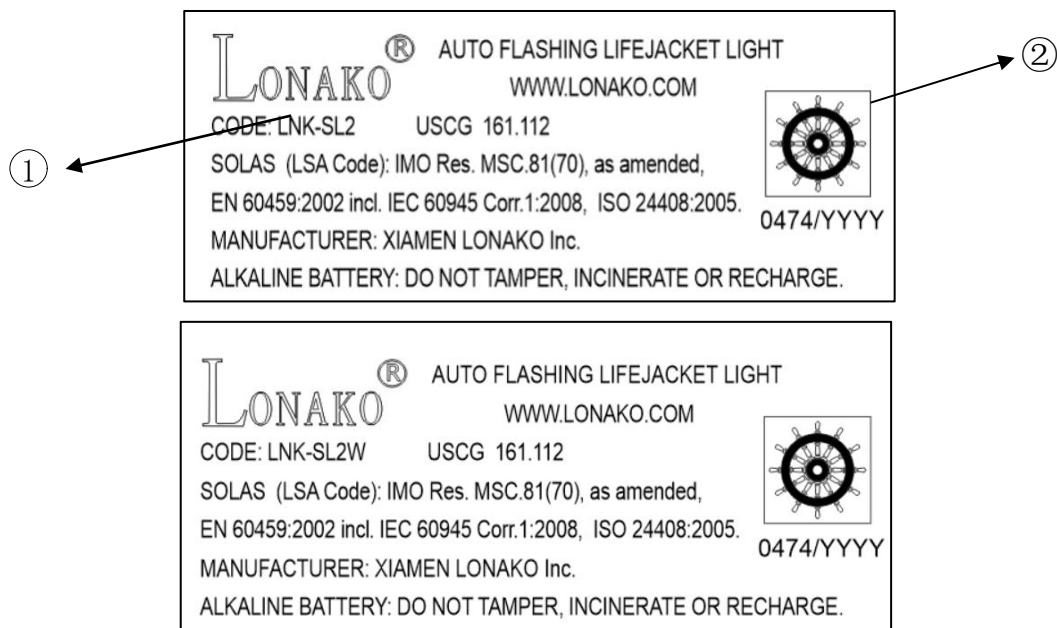 LONAKO® AUTO FLASHING LIFEJACKET LIGHT
②
WWW.LONAKO.COM
CODE: LNK-SL2 USCG 161.112
①
SOLAS (LSA Code): IMO Res. MSC.81(70), as amended,
EN 60459:2002 incl. IEC 60945 Corr.1:2008, ISO 24408:2005.
0474/YYYY
MANUFACTURER: XIAMEN LONAKO Inc.
ALKALINE BATTERY: DO NOT TAMPER, INCINERATE OR RECHARGE.
LONAKO® AUTO FLASHING LIFEJACKET LIGHT
WWW.LONAKO.COM
CODE: LNK-SL2W USCG 161.112
SOLAS (LSA Code): IMO Res. MSC.81(70), as amended,
EN 60459:2002 incl. IEC 60945 Corr.1:2008, ISO 24408:2005.
0474/YYYY
MANUFACTURER: XIAMEN LONAKO Inc.
ALKALINE BATTERY: DO NOT TAMPER, INCINERATE OR RECHARGE.